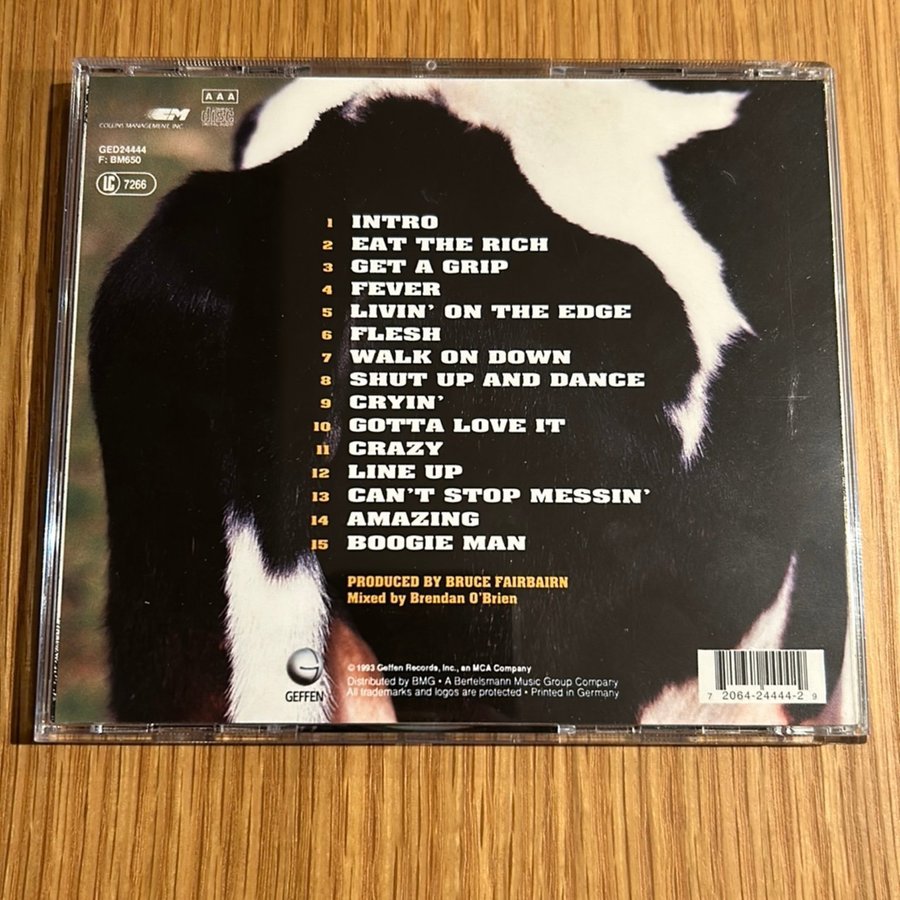 AAA
CM
COLLINS MANAGEMENT, INC.
disc
GED24444
F: BM650
LC 7266
1 INTRO
2 EAT THE RICH
3 GET A GRIP
4 FEVER
5 LIVIN' ON THE EDGE
6 FLESH
7 WALK ON DOWN
8 SHUT UP AND DANCE
9 CRYIN'
10 GOTTA LOVE IT
11 CRAZY
12 LINE UP
13 CAN'T STOP MESSIN'
14 AMAZING
15 BOOGIE MAN
PRODUCED BY BRUCE FAIRBAIRN
Mixed by Brendan O'Brien
G
GEFFEN
© 1993 Geffen Records, Inc., an MCA Company
Distributed by BMG • A Bertelsmann Music Group Company
All trademarks and logos are protected • Printed in Germany
7 2064-24444-2 9